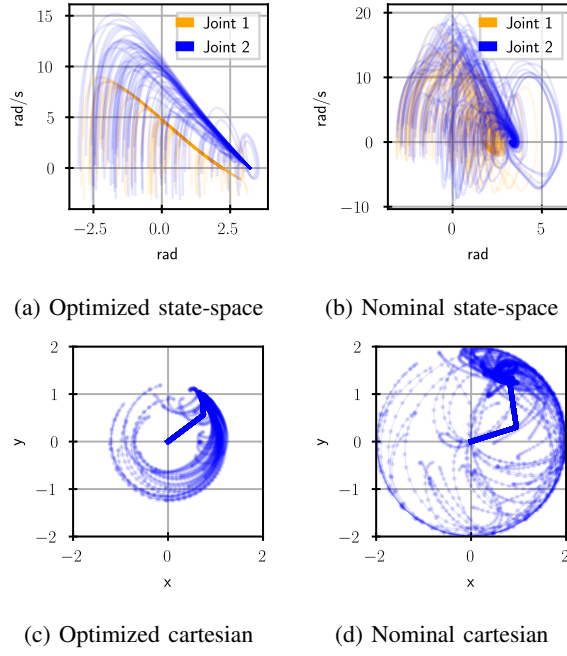 Joint 1
Joint 2
15
10
5
0
rad/s
−2.5
0.0
2.5
rad
(a) Optimized state-space
Joint 1
Joint 2
20
10
0
−10
rad/s
0
5
rad
(b) Nominal state-space
2
1
0
−1
−2
y
−2
0
2
x
(c) Optimized cartesian
2
1
0
−1
−2
y
−2
0
2
x
(d) Nominal cartesian